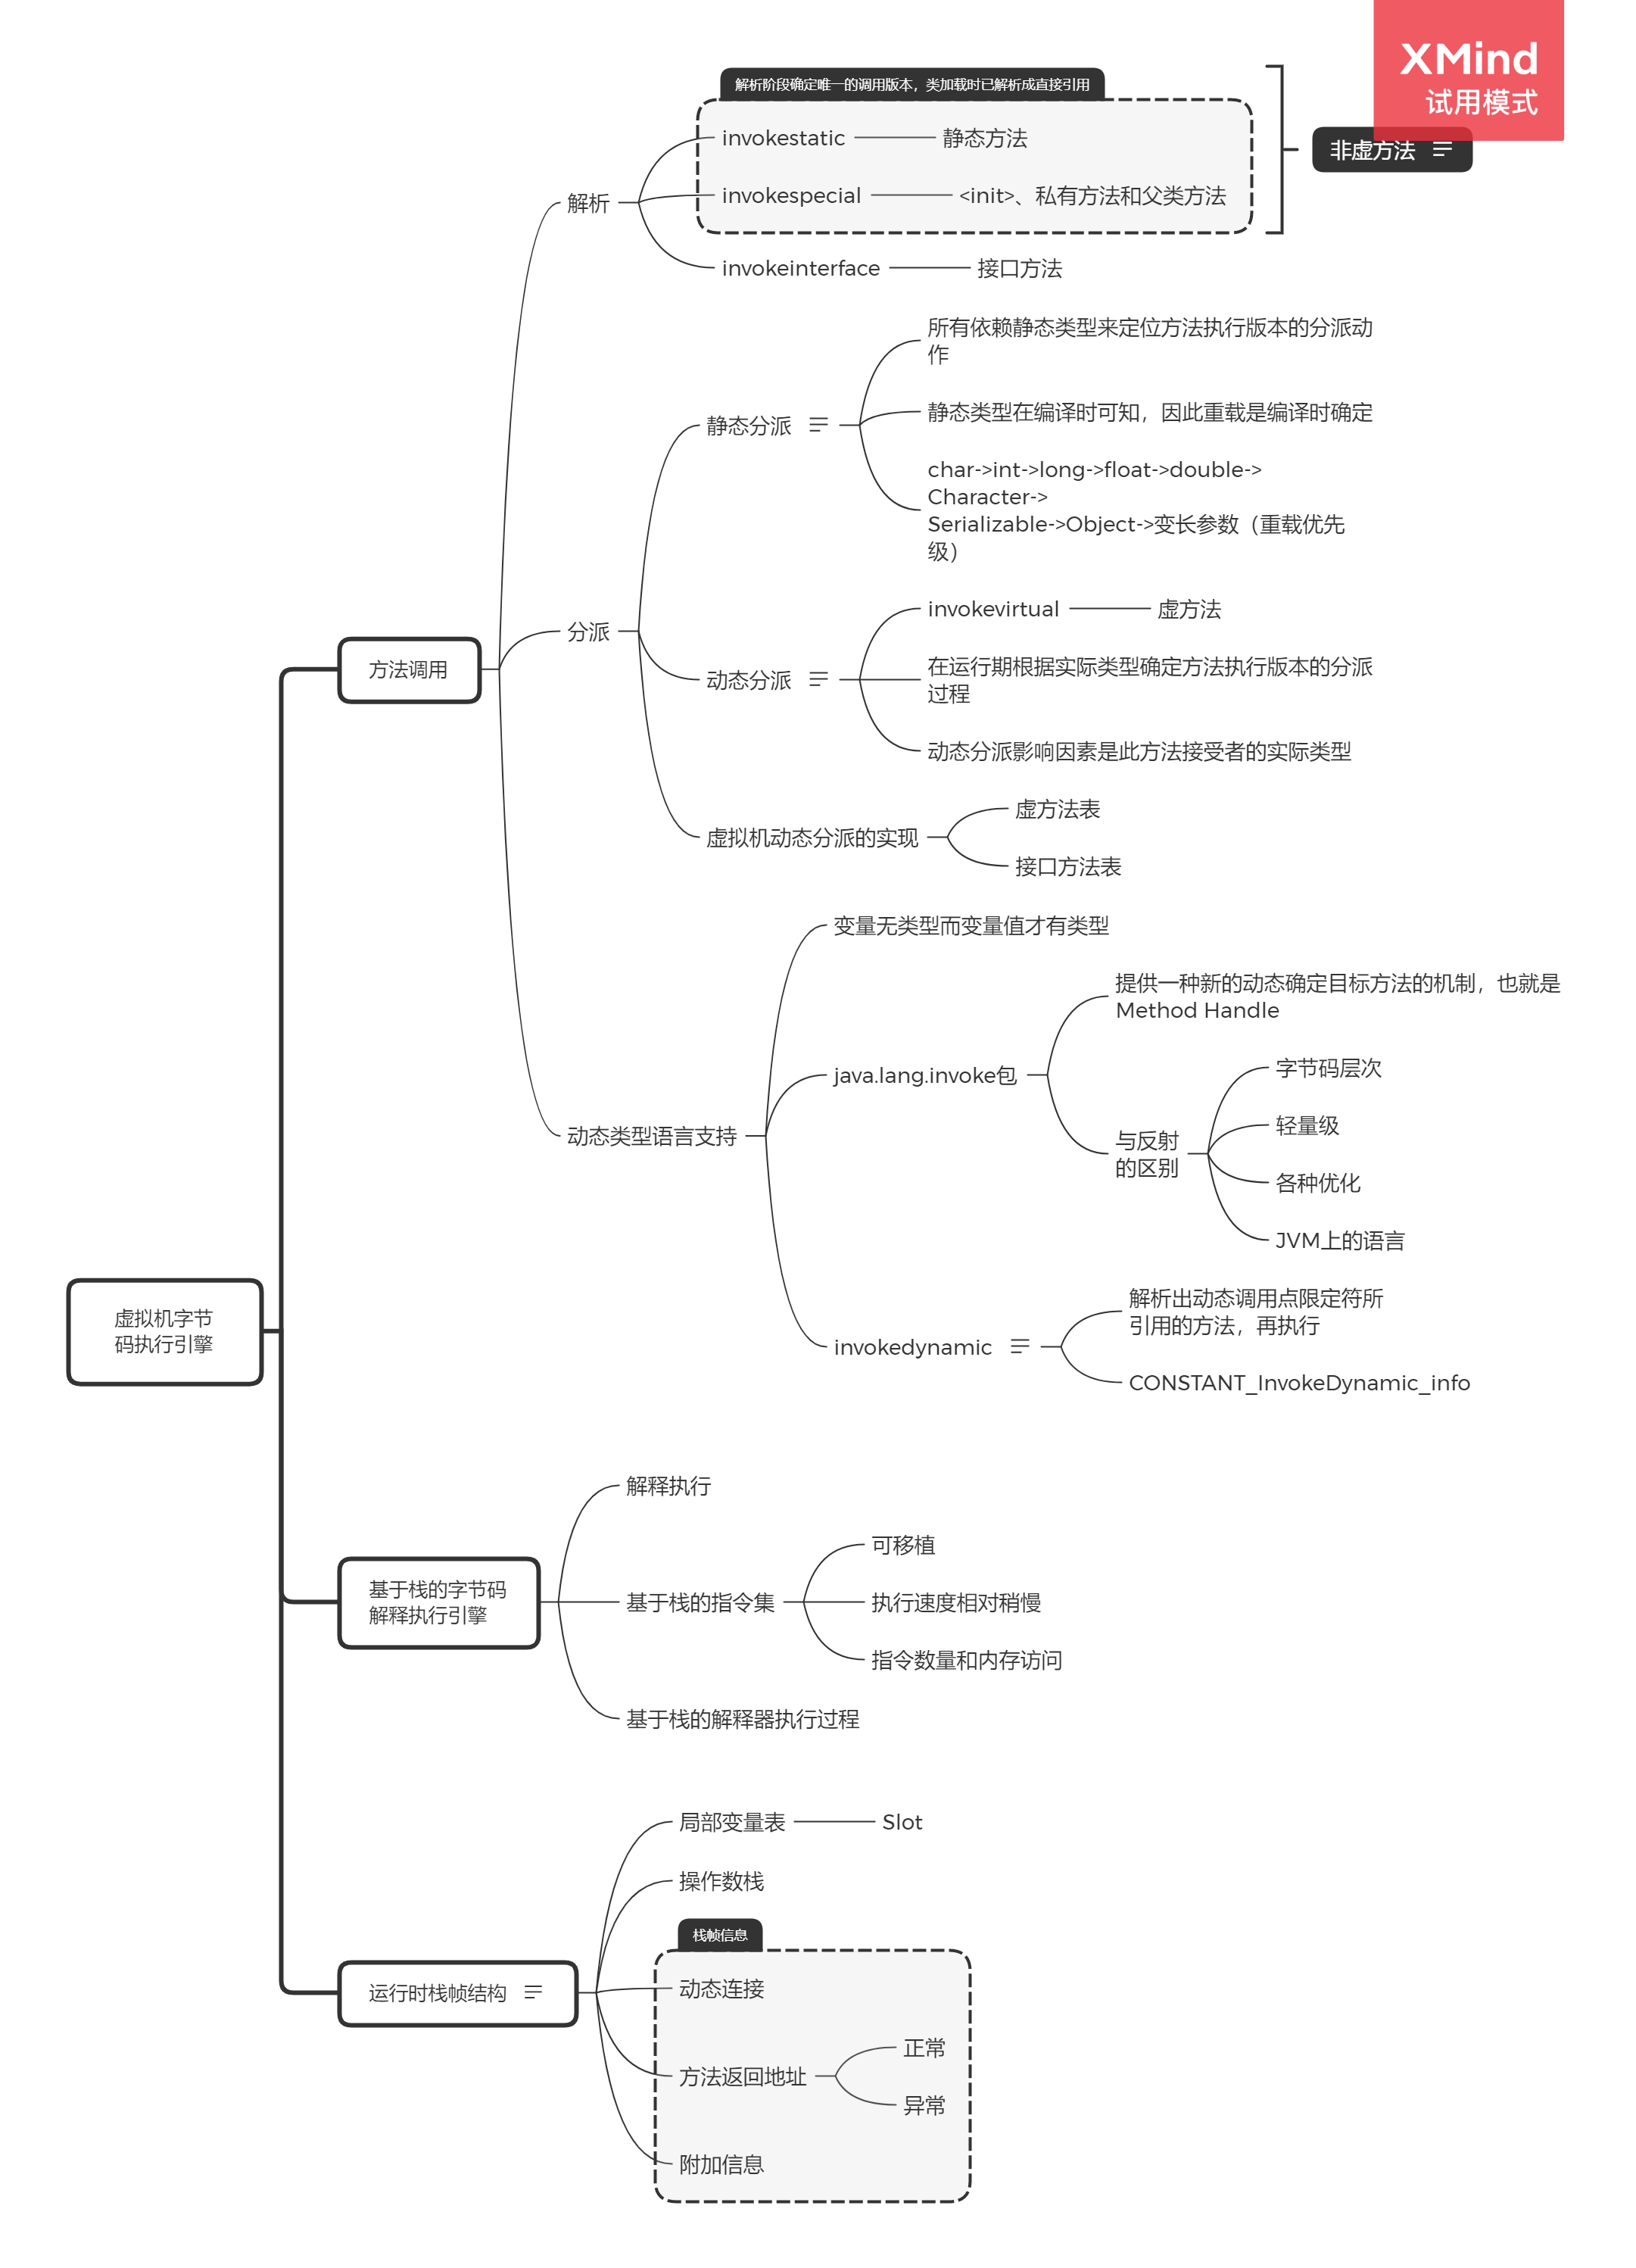 XMind
试用模式
解析阶段确定唯一的调用版本，类加载时已解析成直接引用
invokestatic
静态方法
非虚方法
invokespecial
<init>、私有方法和父类方法
解析
invokeinterface
接口方法
所有依赖静态类型来定位方法执行版本的分派动
作
静态分派
静态类型在编译时可知，因此重载是编译时确定
char->int->long->float->double->
Character->
Serializable->Object->变长参数（重载优先
级）
分派
invokevirtual
虚方法
方法调用
动态分派
在运行期根据实际类型确定方法执行版本的分派
过程
动态分派影响因素是此方法接受者的实际类型
虚拟机动态分派的实现
虚方法表
接口方法表
变量无类型而变量值才有类型
提供一种新的动态确定目标方法的机制，也就是
Method Handle
java.lang.invoke包
字节码层次
动态类型语言支持
与反射
的区别
轻量级
各种优化
JVM上的语言
解析出动态调用点限定符所
引用的方法，再执行
invokedynamic
CONSTANT_InvokeDynamic_info
虚拟机字节
码执行引擎
解释执行
基于栈的字节码
解释执行引擎
基于栈的指令集
可移植
执行速度相对稍慢
指令数量和内存访问
基于栈的解释器执行过程
局部变量表
Slot
操作数栈
栈帧信息
运行时栈帧结构
动态连接
方法返回地址
正常
异常
附加信息